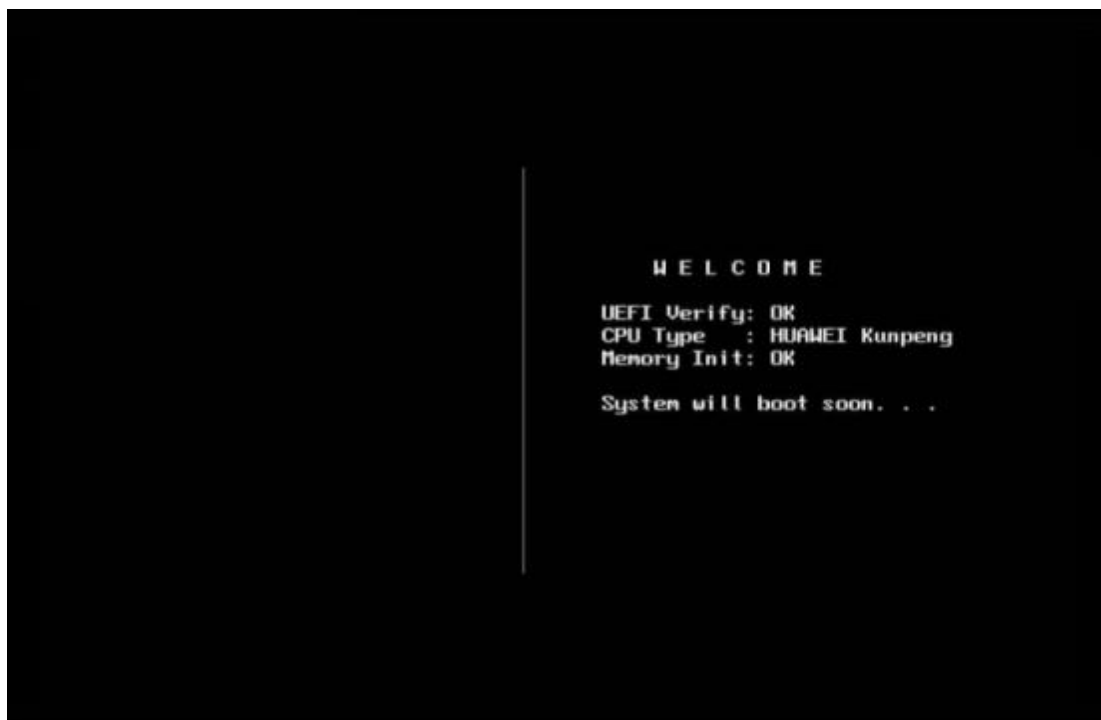 W E L C O M E
UEFI Verify: OK
CPU Type   : HUAWEI Kunpeng
Memory Init: OK
System will boot soon. . .